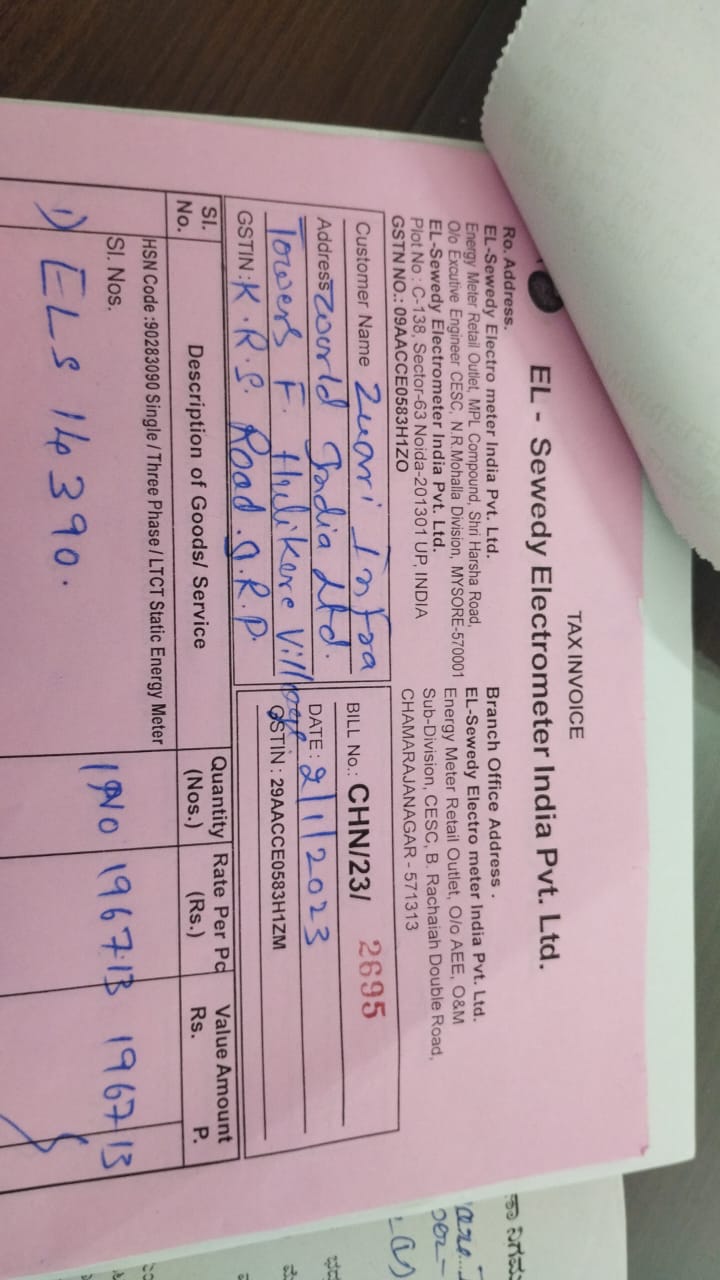 TAX INVOICE
EL - Sewedy Electrometer India Pvt. Ltd.
Ro. Address.
EL-Sewedy Electro meter India Pvt. Ltd.
Energy Meter Retail Outlet, MPL Compound, Shri Harsha Road,
O/o Excutive Engineer CESC, N.R.Mohalla Division, MYSORE-570001
EL-Sewedy Electrometer India Pvt. Ltd.
Plot No : C-138, Sector-63 Noida-201301 UP, INDIA
GSTN NO.: 09AACCE0583H1ZO
Branch Office Address .
EL-Sewedy Electro meter India Pvt. Ltd.
Energy Meter Retail Outlet, O/o AEE, O&M
Sub-Division, CESC, B. Rachaiah Double Road,
CHAMARAJANAGAR - 571313
Customer Name Zuari Infra
Address World India Ltd.
Towers F. Hulikere Village
GSTIN : K.R.S. Road.
BILL No.: CHN/23/ 2695
DATE : 2/1/2023
GSTIN : 29AACCE0583H1ZM
Sl. No. Description of Goods/ Service Quantity (Nos.) Rate Per Pc (Rs.) Value Amount Rs. P.
HSN Code :90283090 Single / Three Phase / LTCT Static Energy Meter
Sl. Nos. 1 No 1967.13 1967 13
1) ELS 14390.